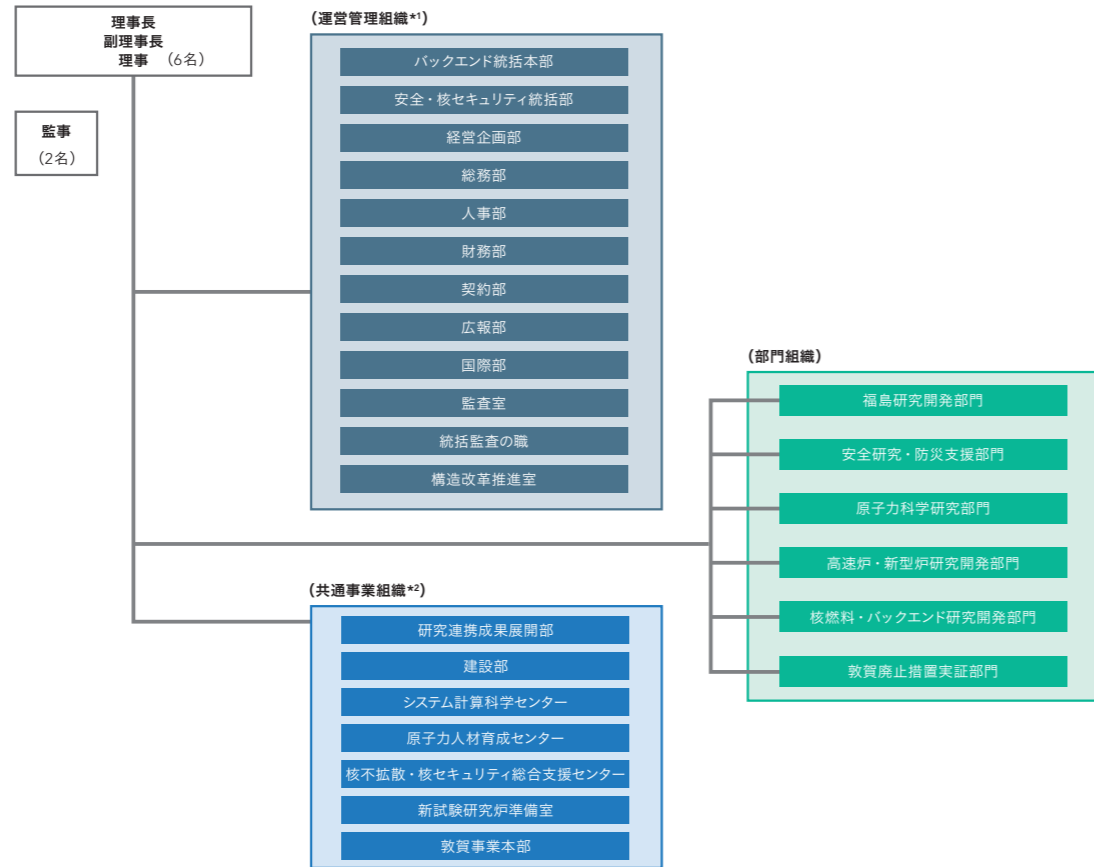 理事長
副理事長
理事 （6名）
監事
（2名）
（運営管理組織*1）
バックエンド統括本部
安全・核セキュリティ統括部
経営企画部
総務部
人事部
財務部
契約部
広報部
国際部
監査室
統括監査の職
構造改革推進室
（部門組織）
福島研究開発部門
安全研究・防災支援部門
原子力科学研究部門
高速炉・新型炉研究開発部門
核燃料・バックエンド研究開発部門
敦賀廃止措置実証部門
（共通事業組織*2）
研究連携成果展開部
建設部
システム計算科学センター
原子力人材育成センター
核不拡散・核セキュリティ総合支援センター
新試験研究炉準備室
敦賀事業本部